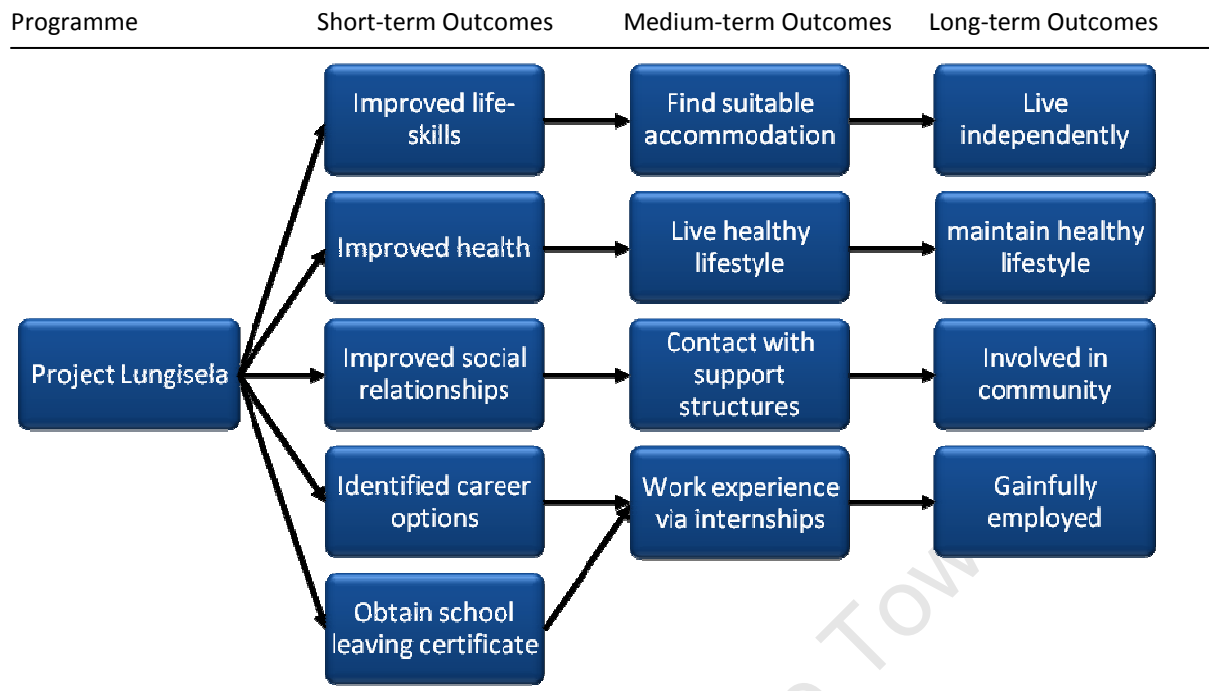 Programme
Short-term Outcomes
Medium-term Outcomes
Long-term Outcomes
Improved life-
skills
Find suitable
accommodation
Live
independently
Improved health
Live healthy
lifestyle
maintain healthy
lifestyle
Project Lungisela
Improved social
relationships
Contact with
support
structures
Involved in
community
Identified career
options
Work experience
via internships
Gainfully
employed
Obtain school
leaving certificate